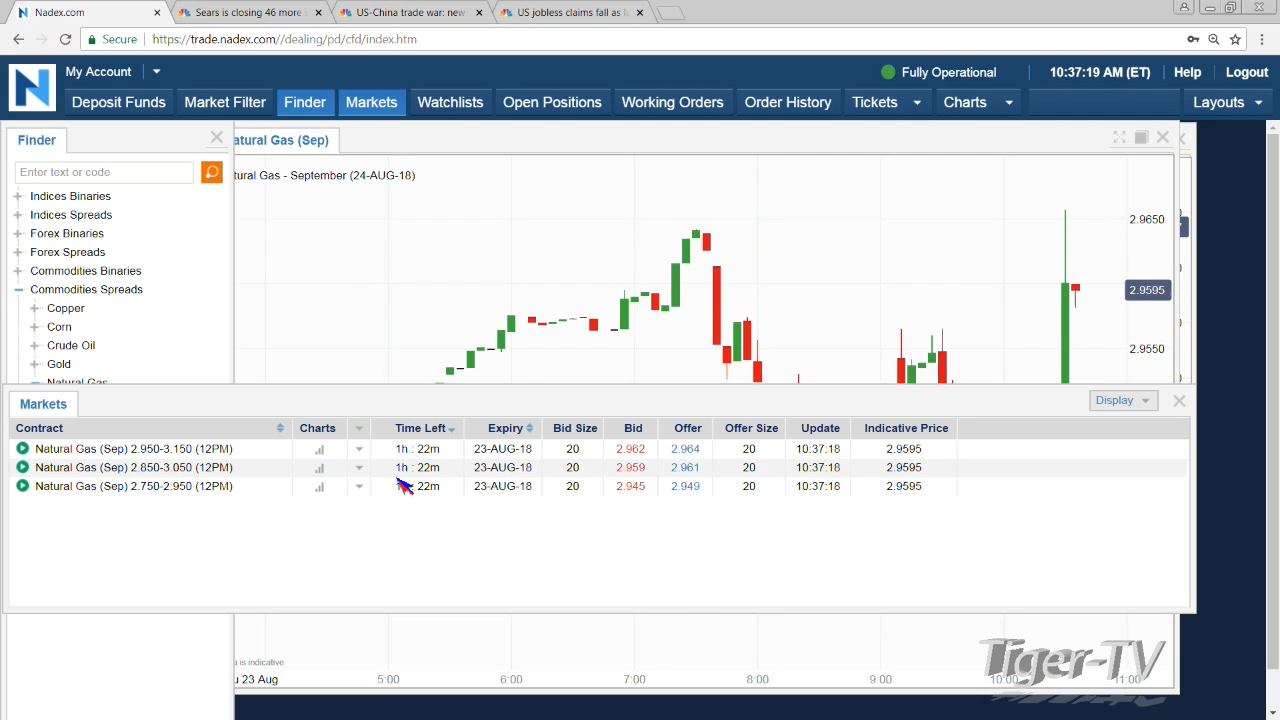 Nadex.com
Sears is closing 46 more
US-China trade war: new
US jobless claims fall as
Secure https://trade.nadex.com//dealing/pd/cfd/index.htm
My Account
Fully Operational 10:37:19 AM (ET) Help Logout
Deposit Funds Market Filter Finder Markets Watchlists Open Positions Working Orders Order History Tickets Charts Layouts
Finder
atural Gas (Sep)
Enter text or code
tural Gas - September (24-AUG-18)
Indices Binaries
Indices Spreads
2.9650
Forex Binaries
Forex Spreads
Commodities Binaries
Commodities Spreads
2.9595
Copper
Corn
Crude Oil
2.9550
Gold
Natural Gas
Markets
Display
Contract Charts Time Left Expiry Bid Size Bid Offer Offer Size Update Indicative Price
Natural Gas (Sep) 2.950-3.150 (12PM) 1h : 22m 23-AUG-18 20 2.962 2.964 20 10:37:18 2.9595
Natural Gas (Sep) 2.850-3.050 (12PM) 1h : 22m 23-AUG-18 20 2.959 2.961 20 10:37:18 2.9595
Natural Gas (Sep) 2.750-2.950 (12PM) 22m 23-AUG-18 20 2.945 2.949 20 10:37:18 2.9595
a is indicative
u 23 Aug 5:00 6:00 7:00 8:00 9:00 10:00 11:00
Tiger-TV